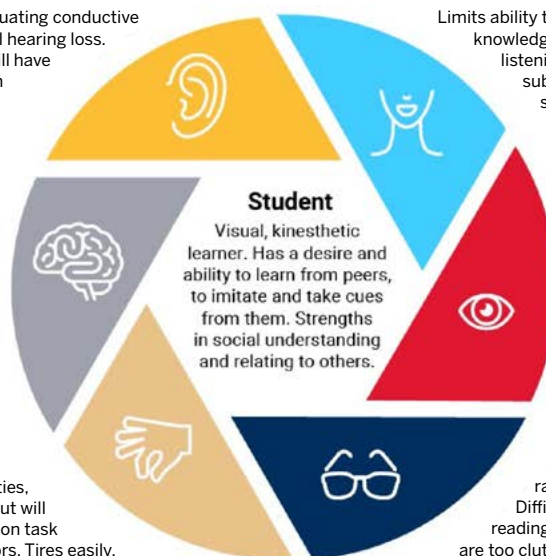 uating conductive
hearing loss.
ill have
Limits ability t
knowledg
listeni
sub
s
Student
Visual, kinesthetic
learner. Has a desire and
ability to learn from peers,
to imitate and take cues
from them. Strengths
in social understanding
and relating to others.
ties,
ut will
on task
ors. Tires easily.
ra
Diffi
reading
are too clut